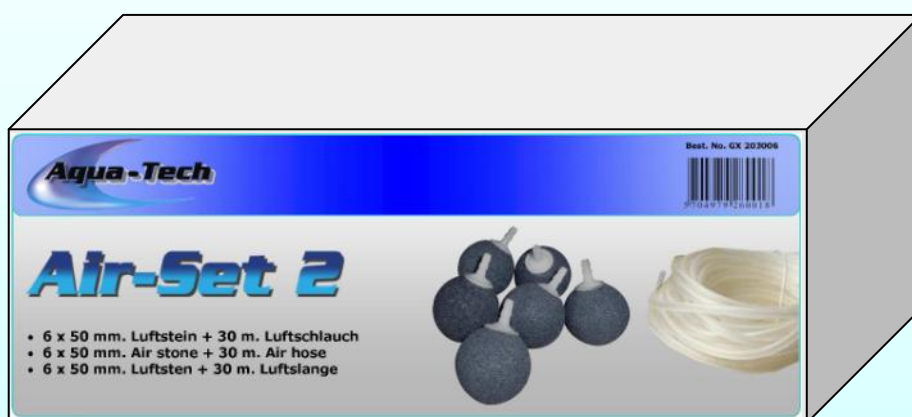 Aqua-Tech
Best. No. GX 203006
5704979260018
Air-Set 2
• 6 x 50 mm. Luftstein + 30 m. Luftschlauch
• 6 x 50 mm. Air stone + 30 m. Air hose
• 6 x 50 mm. Luftsten + 30 m. Luftslange